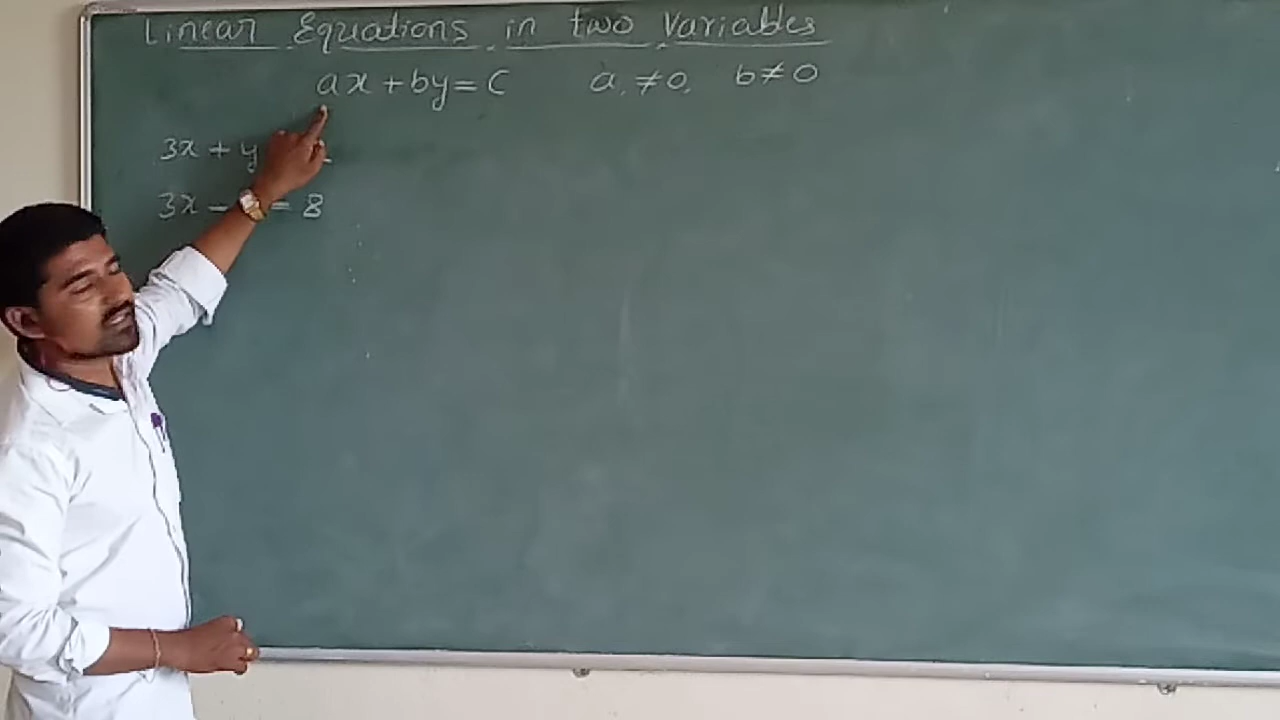 Linear Equations in two Variables
ax + by = C a, ≠0, b≠0
3x + y
3x - = 8